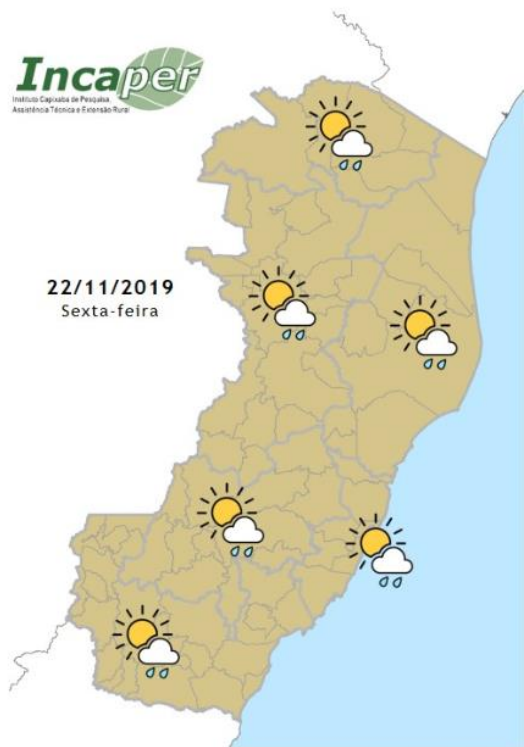 Incaper
Instituto Capixaba de Pesquisa,
Assistência Técnica e Extensão Rural
22/11/2019
Sexta-feira